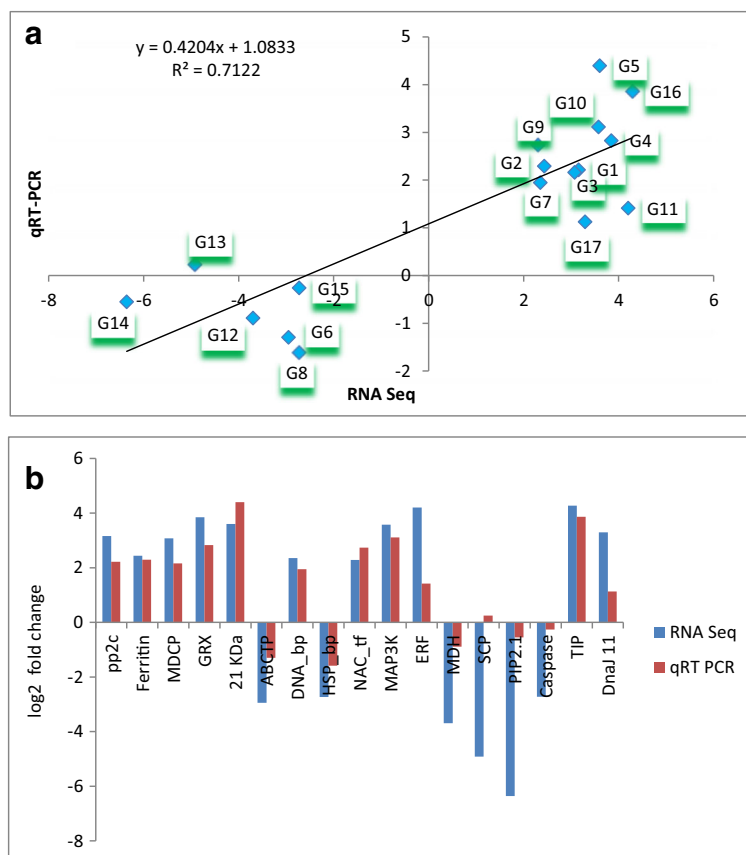 a
y = 0.4204x + 1.0833
R² = 0.7122
qRT-PCR
5
4
3
2
1
0
-1
-2
-8
-6
-4
-2
0
2
4
6
RNA Seq
G5
G16
G10
G9
G4
G2
G1
G3
G7
G11
G17
G13
G15
G14
G12
G6
G8
b
log2 fold change
6
4
2
0
-2
-4
-6
-8
pp2c
Ferritin
MDCP
GRX
21 KDa
ABCTP
DNA_bp
HSP_bp
NAC_tf
MAP3K
ERF
MDH
SCP
PIP2.1
Caspase
TIP
DnaJ 11
RNA Seq
qRT PCR